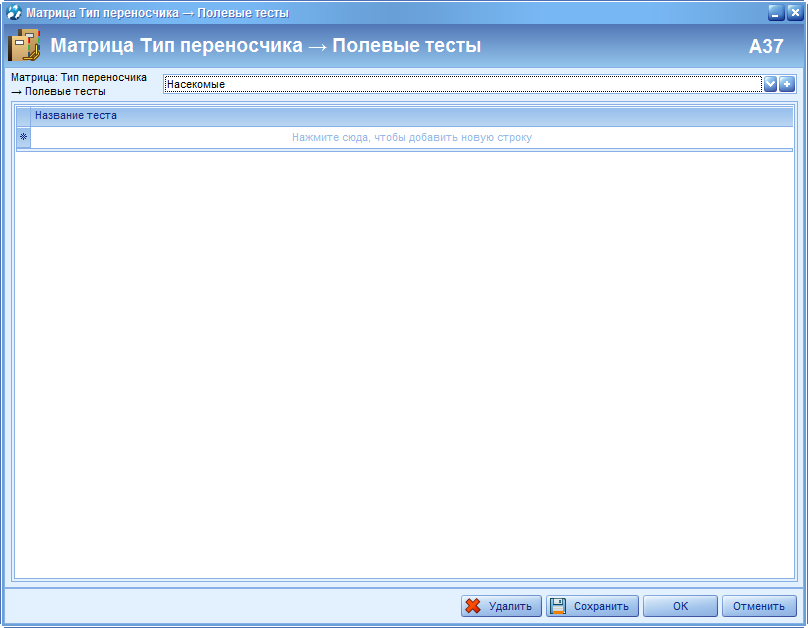 Матрица Тип переносчика → Полевые тесты
Матрица Тип переносчика → Полевые тесты
A37
Матрица: Тип переносчика
→ Полевые тесты
Насекомые
Название теста
Нажмите сюда, чтобы добавить новую строку
Удалить
Сохранить
ОК
Отменить